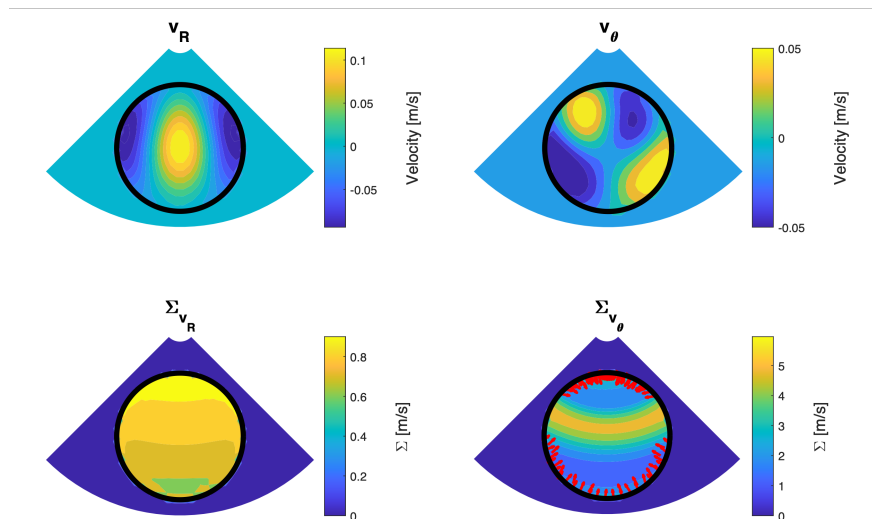 v_R
0.1
0.05
0
-0.05
Velocity [m/s]
v_θ
0.05
0
-0.05
Velocity [m/s]
Σ_{v_R}
0.8
0.6
0.4
0.2
0
Σ [m/s]
Σ_{v_θ}
5
4
3
2
1
0
Σ [m/s]